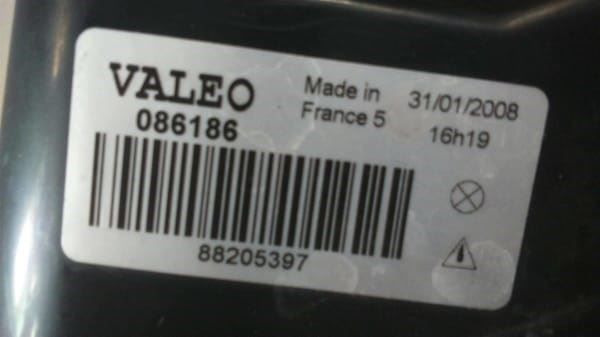 VALEO
086186
Made in
France 5
31/01/2008
16h19
88205397